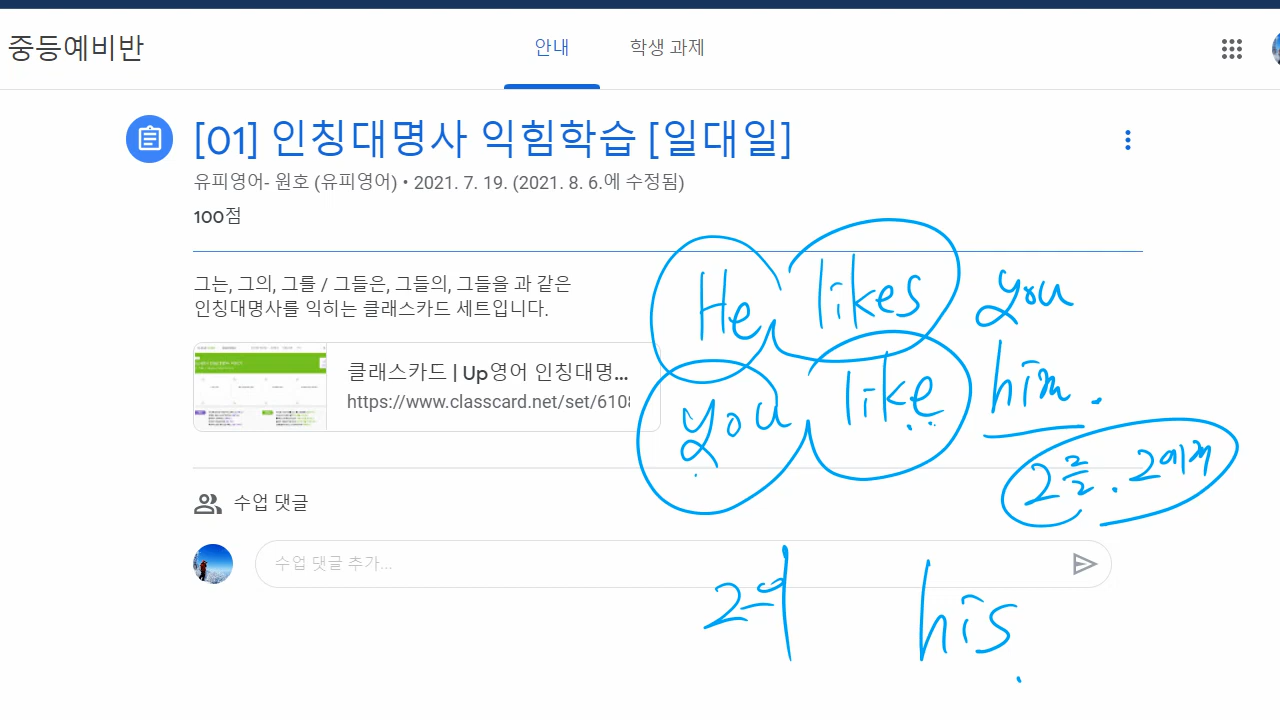 중등예비반
안내
학생 과제
[01] 인칭대명사 익힘학습 [일대일]
유피영어- 원호 (유피영어) • 2021. 7. 19. (2021. 8. 6.에 수정됨)
100점
그는, 그의, 그를 / 그들은, 그들의, 그들을 과 같은
인칭대명사를 익히는 클래스카드 세트입니다.
클래스카드 | Up영어 인칭대명...
https://www.classcard.net/set/6108
He likes you
you like him.
그를. 그에게
수업 댓글
수업 댓글 추가...
그의 his